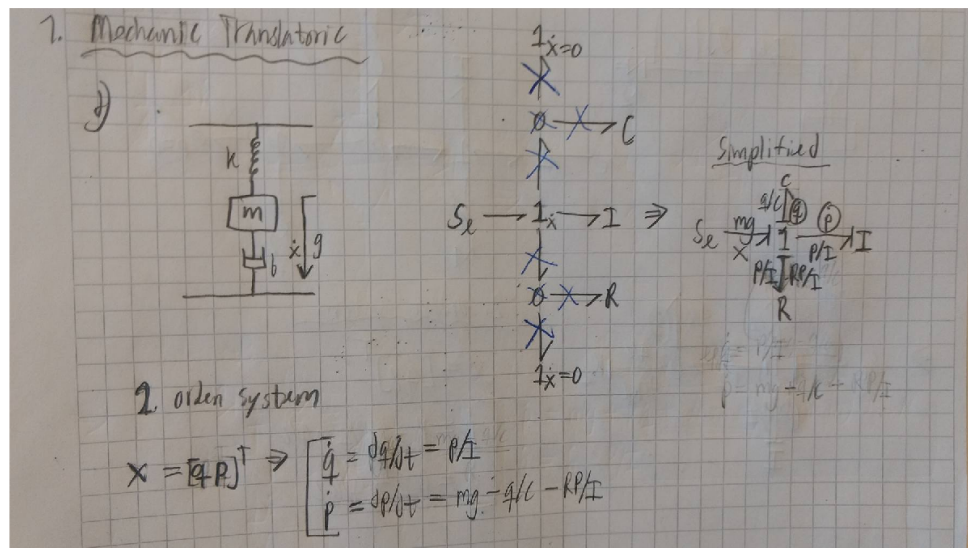 1. Mechanic Translatoric
1ẋ=0
0 → C
k
m
b
ẋ
g
Se → 1ẋ → I ⇒
0 → R
1ẋ=0
Simplified
C
q/C q̇
Se mg ẋ 1 ṗ P/I I
P/I RP/I
R
2. orden system
X = [q P]ᵀ ⇒ q̇ = dq/dt = P/I
ṗ = dP/dt = mg - q/C - RP/I